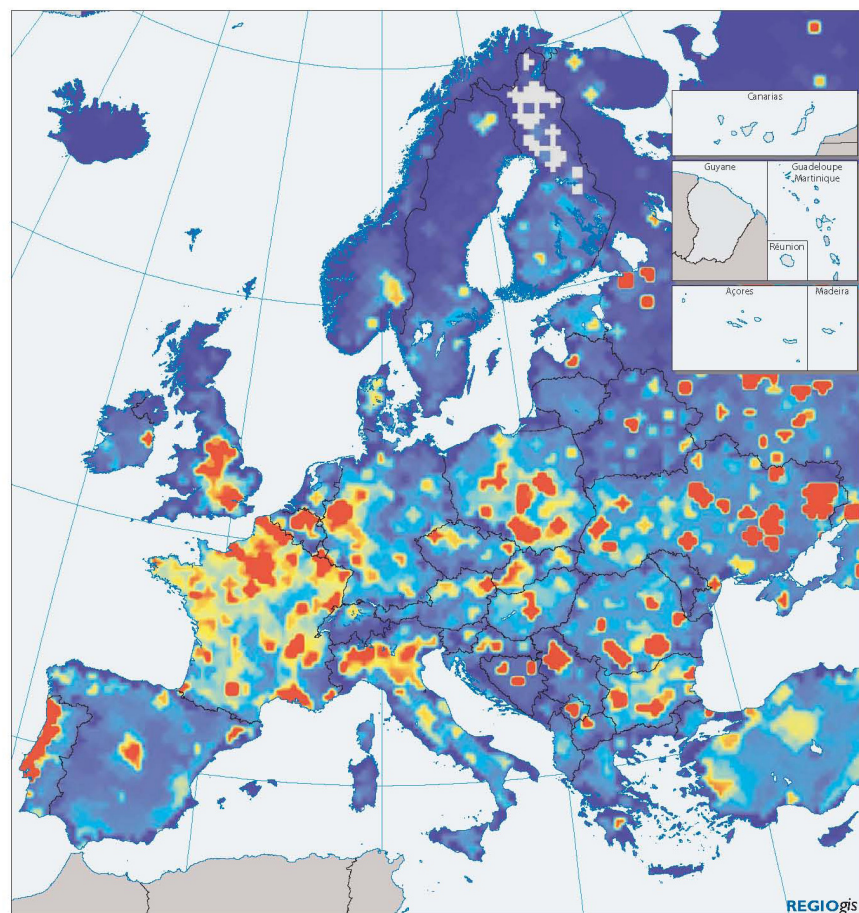 Canarias
Guyane
Guadeloupe
Martinique
Réunion
Açores
Madeira
REGIOgis